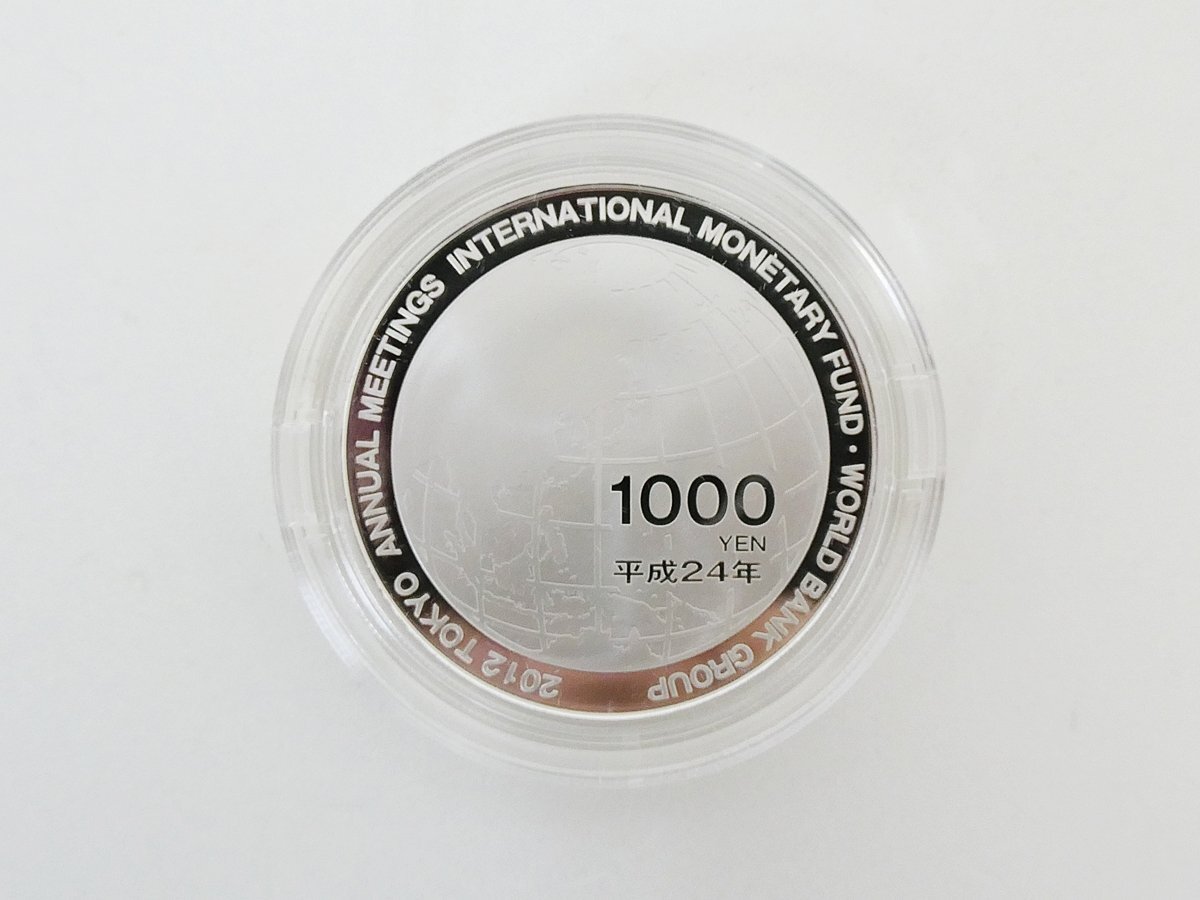 2012 TOKYO ANNUAL MEETINGS INTERNATIONAL MONETARY FUND・WORLD BANK GROUP
1000
YEN
平成24年